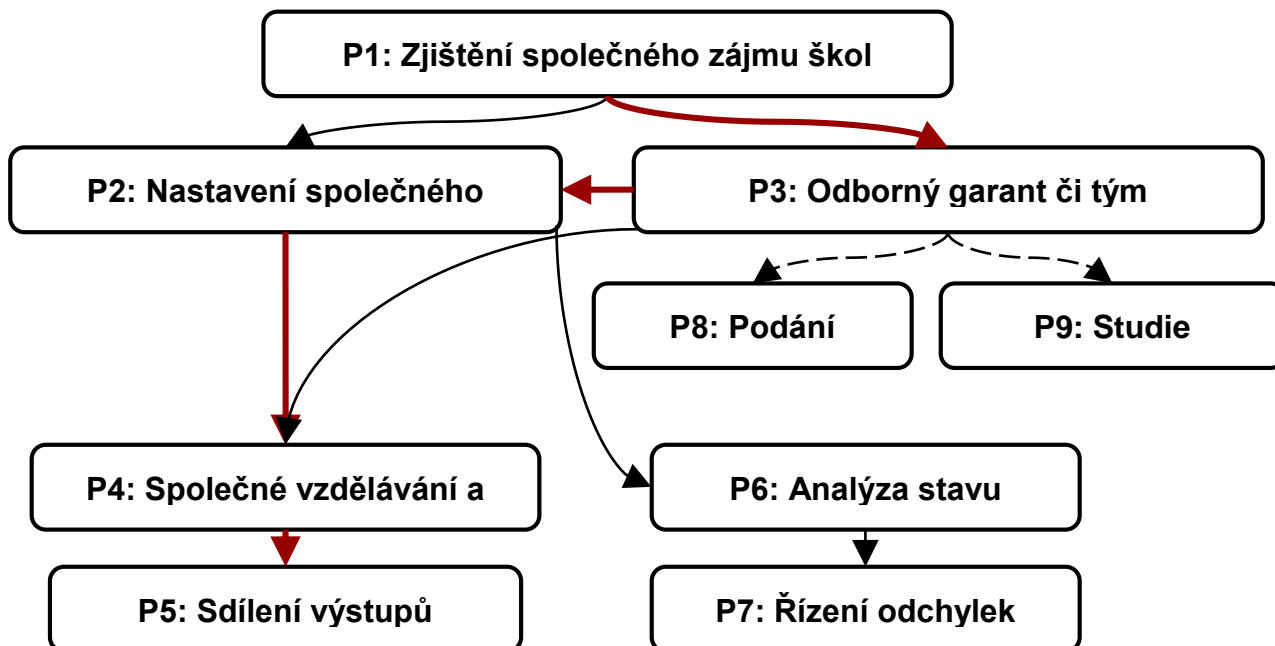 P1: Zjištění společného zájmu škol
P2: Nastavení společného
P3: Odborný garant či tým
P8: Podání
P9: Studie
P4: Společné vzdělávání a
P6: Analýza stavu
P5: Sdílení výstupů
P7: Řízení odchylek